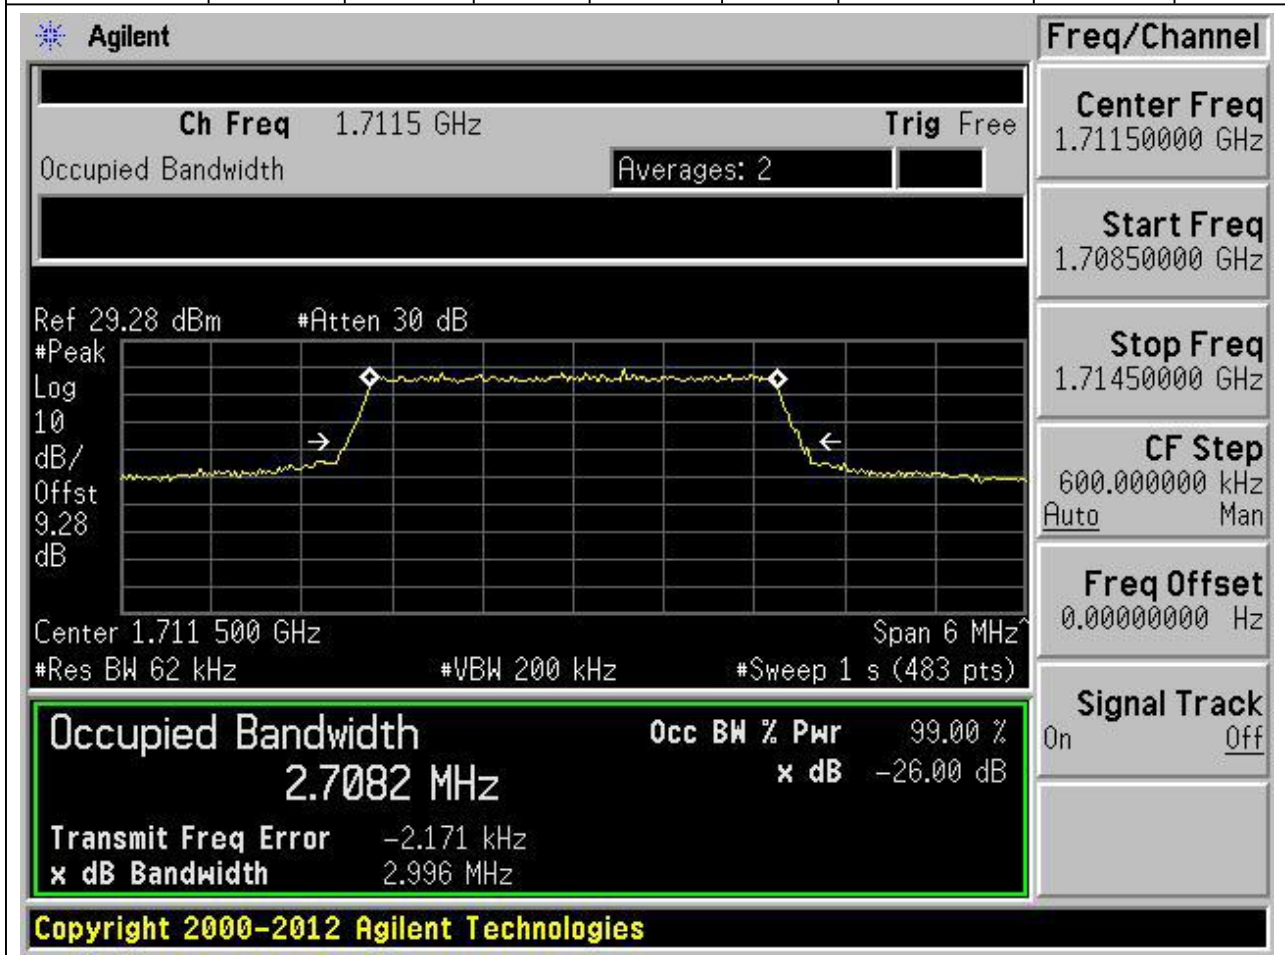 Agilent
Freq/Channel
Ch Freq 1.7115 GHz Trig Free
Occupied Bandwidth Averages: 2
Center Freq
1.71150000 GHz
Start Freq
1.70850000 GHz
Stop Freq
1.71450000 GHz
CF Step
600.000000 kHz
Auto Man
Freq Offset
0.00000000 Hz
Signal Track
On Off
Ref 29.28 dBm #Atten 30 dB
#Peak
Log
10
dB/
Offst
9.28
dB
Center 1.711 500 GHz Span 6 MHz^
#Res BW 62 kHz #VBW 200 kHz #Sweep 1 s (483 pts)
Occupied Bandwidth Occ BW % Pwr 99.00 %
2.7082 MHz x dB -26.00 dB
Transmit Freq Error -2.171 kHz
x dB Bandwidth 2.996 MHz
Copyright 2000-2012 Agilent Technologies